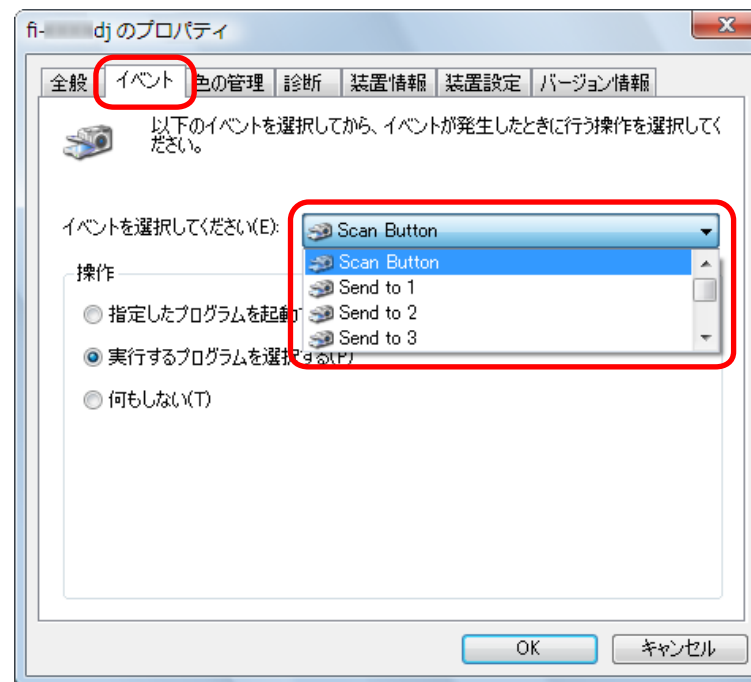 fi- dj のプロパティ
全般 イベント 色の管理 診断 装置情報 装置設定 バージョン情報
以下のイベントを選択してから、イベントが発生したときに行う操作を選択してく
ださい。
イベントを選択してください(E):
Scan Button
Scan Button
Send to 1
Send to 2
Send to 3
操作
指定したプログラムを起動
実行するプログラムを選択する(P)
何もしない(T)
OK キャンセル